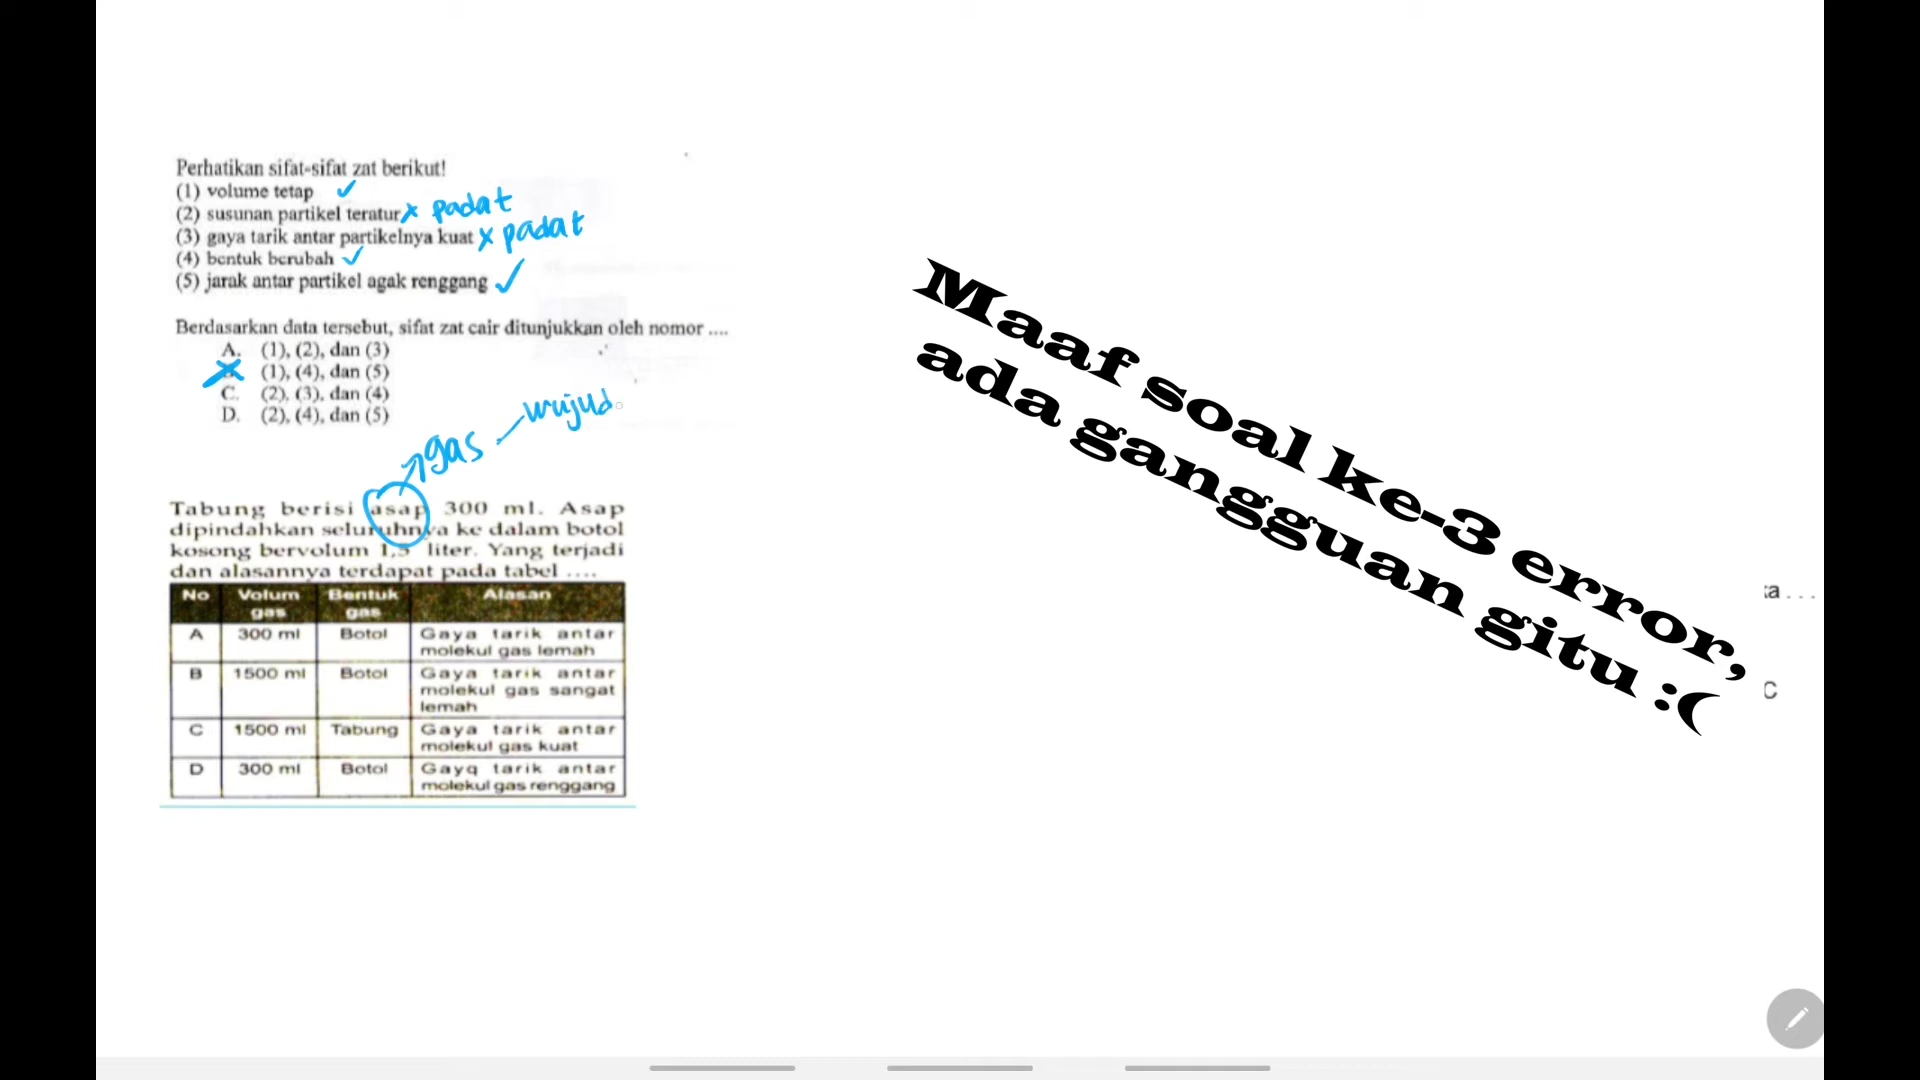 Perhatikan sifat-sifat zat berikut!
(1) volume tetap
(2) susunan partikel teratur x padat
(3) gaya tarik antar partikelnya kuat x padat
(4) bentuk berubah
(5) jarak antar partikel agak renggang
Berdasarkan data tersebut, sifat zat cair ditunjukkan oleh nomor ....
A. (1), (2), dan (3)
(1), (4), dan (5)
C. (2), (3), dan (4)
D. (2), (4), dan (5)
gas
wujud
Tabung berisi asap 300 ml. Asap
dipindahkan seluruhnya ke dalam botol
kosong bervolum 1,5 liter. Yang terjadi
dan alasannya terdapat pada tabel ....
No Volum gas Bentuk gas Alasan
A 300 ml Botol Gaya tarik antar
molekul gas lemah
B 1500 ml Botol Gaya tarik antar
molekul gas sangat
lemah
C 1500 ml Tabung Gaya tarik antar
molekul gas kuat
D 300 ml Botol Gayq tarik antar
molekul gas renggang
Maaf soal ke-3 error,
ada gangguan gitu :(
a . . .
C